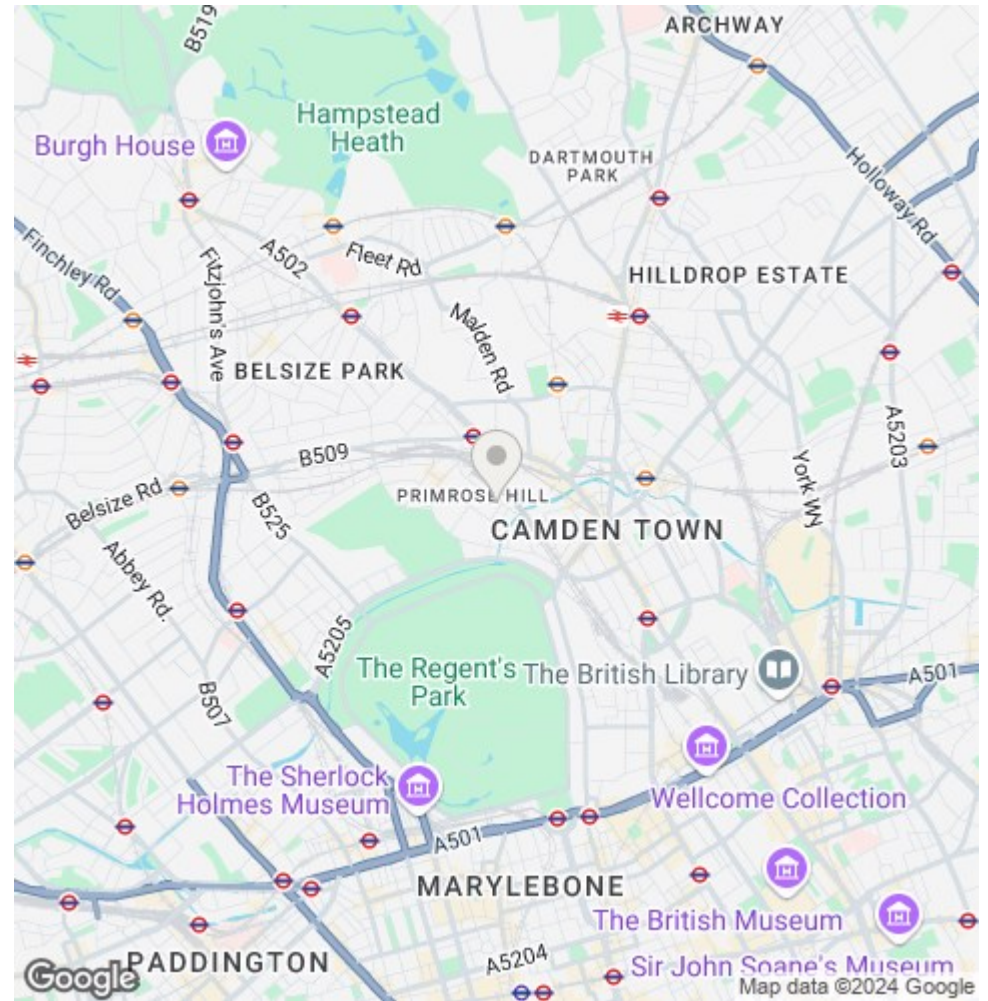 ARCHWAY
B519
Hampstead
Heath
Burgh House
DARTMOUTH
PARK
Holloway Rd
Finchley Rd
A502
Fleet Rd
Fitzjohn's Ave
HILLDROP ESTATE
Malden Rd
BELSIZE PARK
A5203
B509
York WN
Belsize Rd
PRIMROSE HILL
B525
CAMDEN TOWN
Abbey Rd.
A5205
The Regent's
Park
The British Library
A501
B507
The Sherlock
Holmes Museum
Wellcome Collection
A501
MARYLEBONE
The British Museum
A5204
PADDINGTON
Sir John Soane's Museum
Google
Map data ©2024 Google